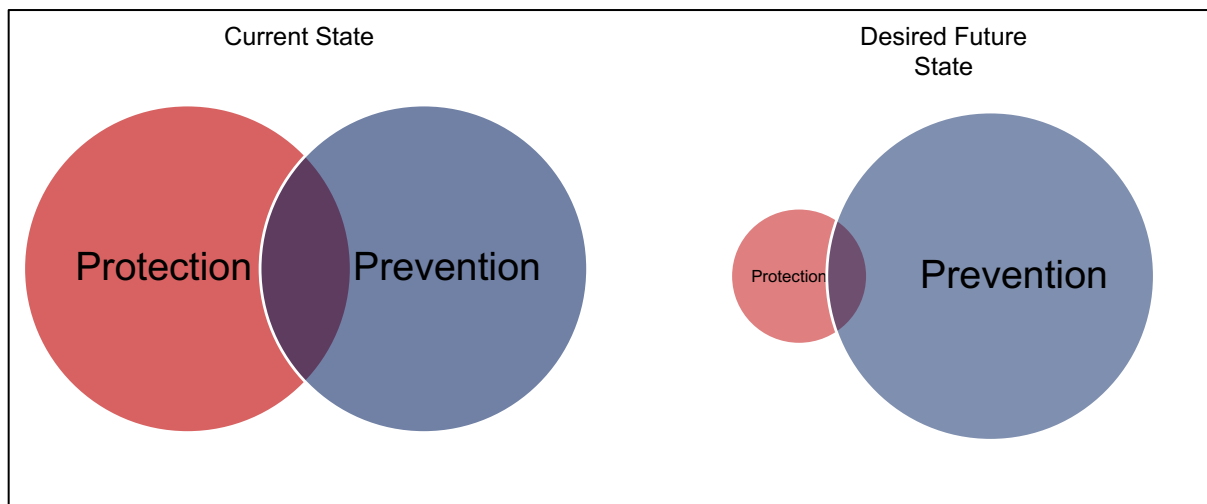 Current State
Protection
Prevention
Desired Future
State
Protection
Prevention